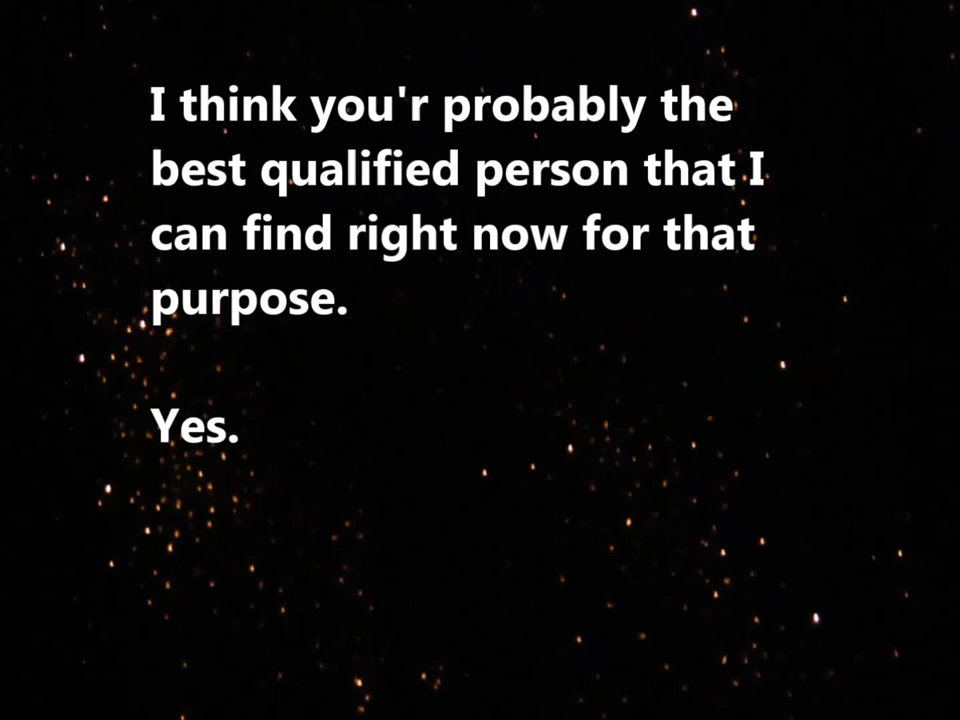 I think you'r probably the
best qualified person that I
can find right now for that
purpose.
Yes.